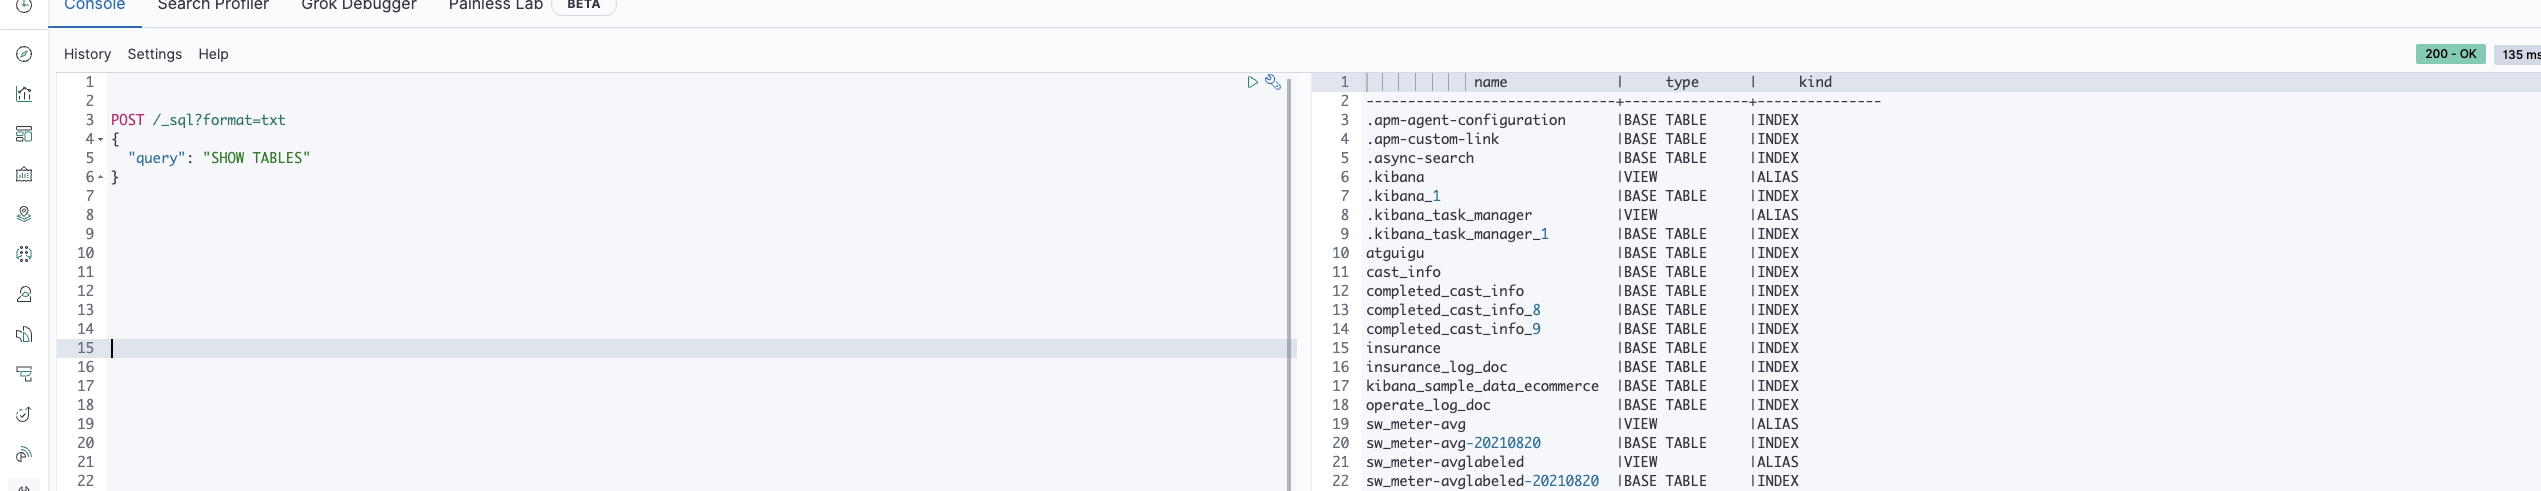 Console Search Profiler Grok Debugger Painless Lab BETA
History Settings Help
200 - OK 135 ms
1
2
3 POST /_sql?format=txt
4 {
5 "query": "SHOW TABLES"
6 }
7
8
9
10
11
12
13
14
15
16
17
18
19
20
21
22
1 name | type | kind
2 ------------------------------+---------------+---------------
3 .apm-agent-configuration |BASE TABLE |INDEX
4 .apm-custom-link |BASE TABLE |INDEX
5 .async-search |BASE TABLE |INDEX
6 .kibana |VIEW |ALIAS
7 .kibana_1 |BASE TABLE |INDEX
8 .kibana_task_manager |VIEW |ALIAS
9 .kibana_task_manager_1 |BASE TABLE |INDEX
10 atguigu |BASE TABLE |INDEX
11 cast_info |BASE TABLE |INDEX
12 completed_cast_info |BASE TABLE |INDEX
13 completed_cast_info_8 |BASE TABLE |INDEX
14 completed_cast_info_9 |BASE TABLE |INDEX
15 insurance |BASE TABLE |INDEX
16 insurance_log_doc |BASE TABLE |INDEX
17 kibana_sample_data_ecommerce |BASE TABLE |INDEX
18 operate_log_doc |BASE TABLE |INDEX
19 sw_meter-avg |VIEW |ALIAS
20 sw_meter-avg-20210820 |BASE TABLE |INDEX
21 sw_meter-avglabeled |VIEW |ALIAS
22 sw_meter-avglabeled-20210820 |BASE TABLE |INDEX